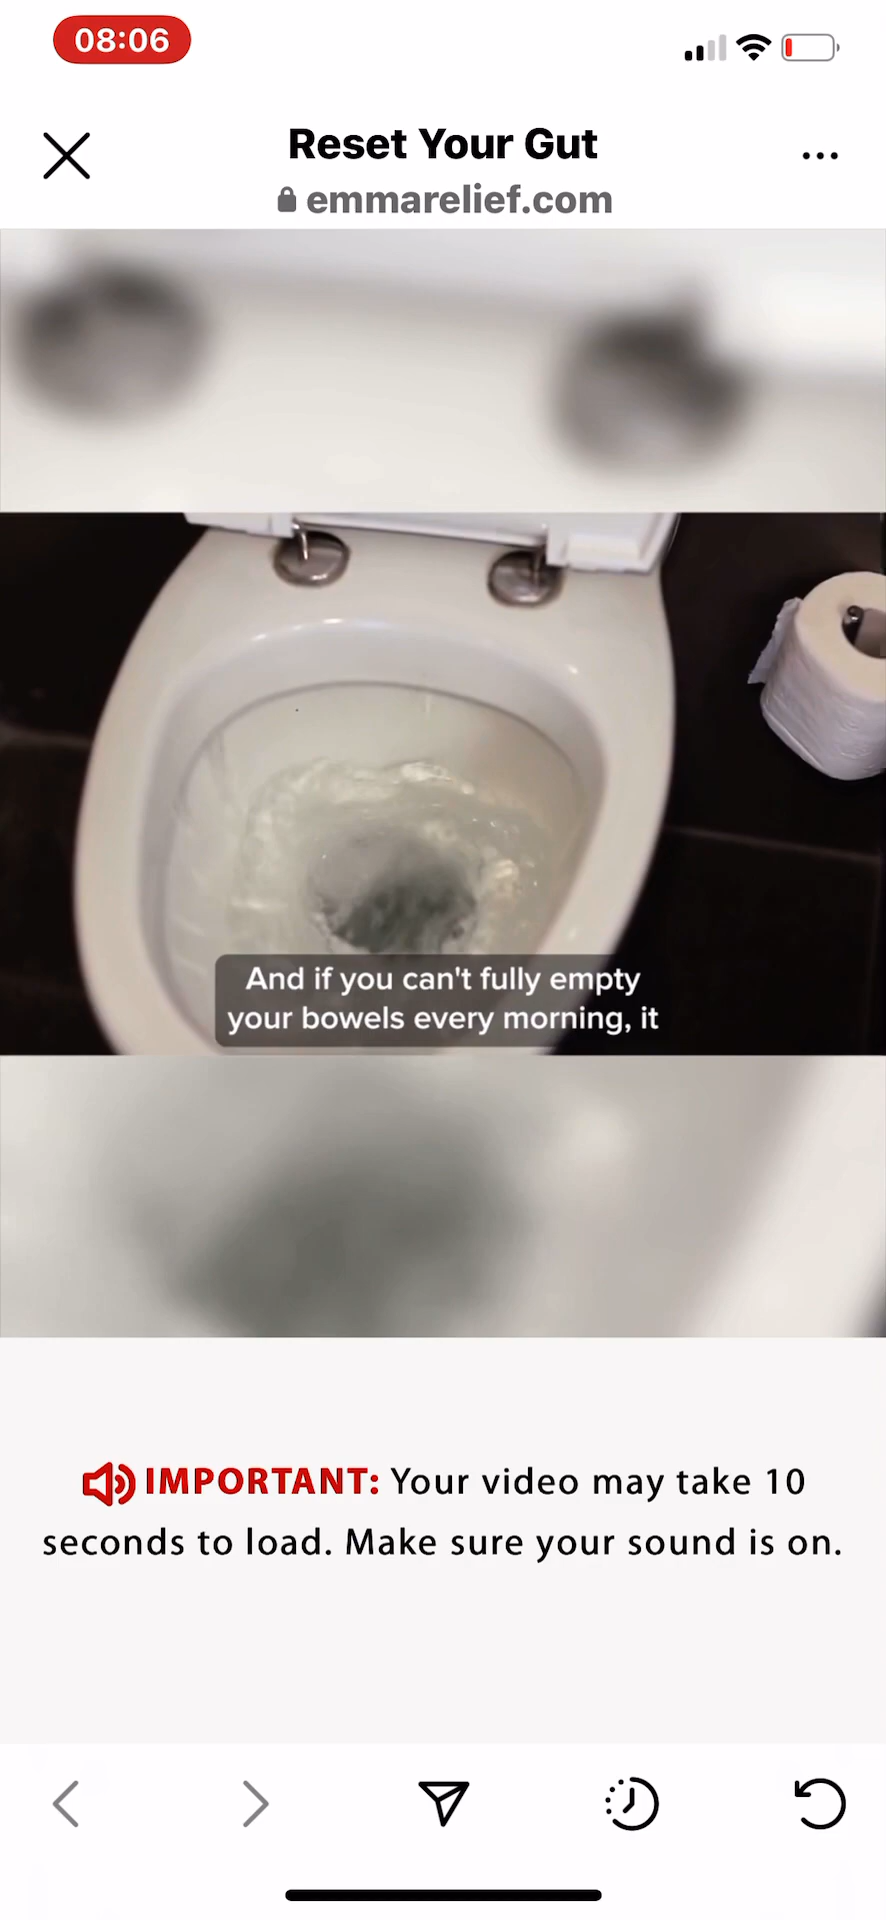 08:06
Reset Your Gut
emmarelief.com
And if you can't fully empty
your bowels every morning, it
IMPORTANT: Your video may take 10
seconds to load. Make sure your sound is on.